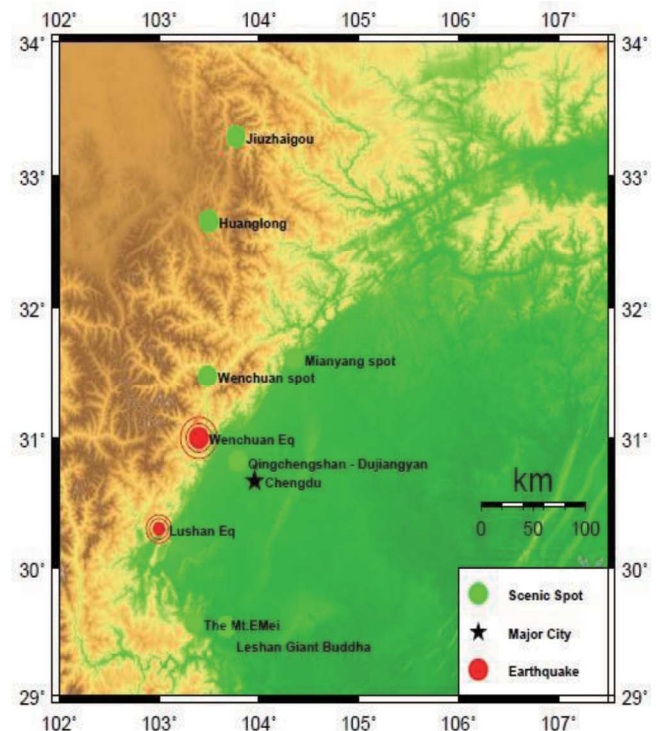 102° 103° 104° 105° 106° 107°
34° 34°
Jiuzhaigou
33° 33°
Huanglong
32° 32°
Mianyang spot
Wenchuan spot
31° 31°
Wenchuan Eq
Qingchengshan - Dujiangyan
Chengdu
km
0 50 100
Lushan Eq
30° 30°
Scenic Spot
The Mt.EMei
Major City
Leshan Giant Buddha
Earthquake
29° 29°
102° 103° 104° 105° 106° 107°